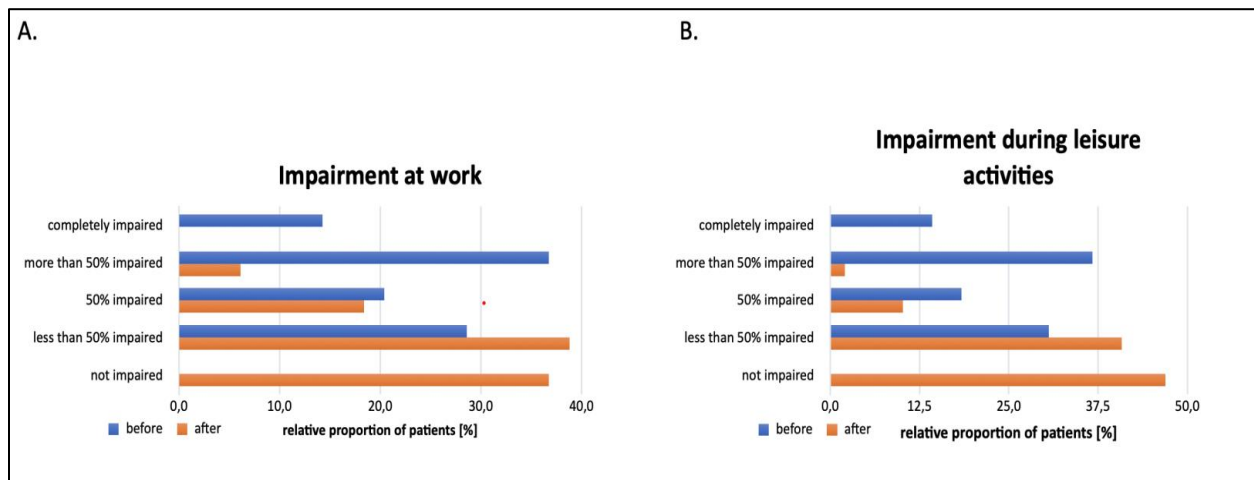 A.
Impairment at work
completely impaired
more than 50% impaired
50% impaired
less than 50% impaired
not impaired
0,0 10,0 20,0 30,0 40,0
before after relative proportion of patients [%]
B.
Impairment during leisure
activities
completely impaired
more than 50% impaired
50% impaired
less than 50% impaired
not impaired
0,0 12,5 25,0 37,5 50,0
before after relative proportion of patients [%]